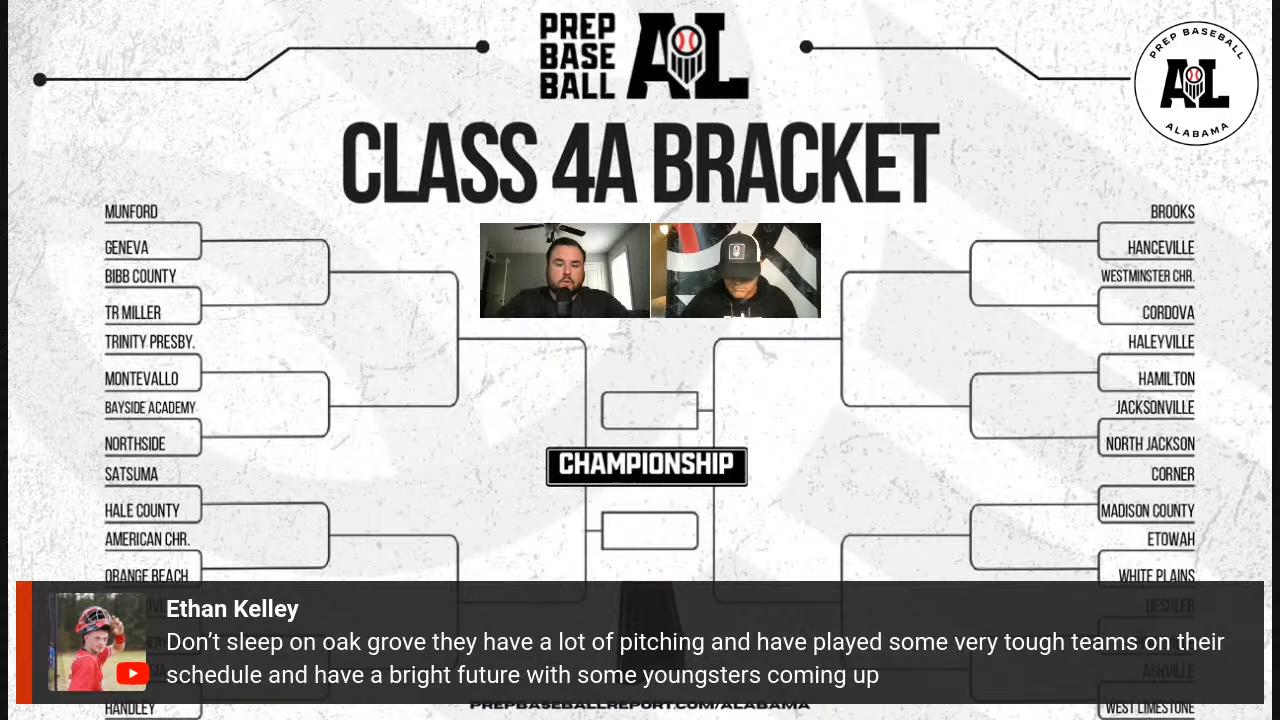 PREP
BASE
BALL
AL
PREP BASEBALL
AL
ALABAMA
CLASS 4A BRACKET
MUNFORD
GENEVA
BIBB COUNTY
TR MILLER
TRINITY PRESBY.
MONTEVALLO
BAYSIDE ACADEMY
NORTHSIDE
SATSUMA
HALE COUNTY
AMERICAN CHR.
ORANGE BEACH
HANDLEY
BROOKS
HANCEVILLE
WESTMINSTER CHR.
CORDOVA
HALEYVILLE
HAMILTON
JACKSONVILLE
NORTH JACKSON
CORNER
MADISON COUNTY
ETOWAH
WHITE PLAINS
DESHLER
ASHVILLE
WEST LIMESTONE
CHAMPIONSHIP
Ethan Kelley
Don’t sleep on oak grove they have a lot of pitching and have played some very tough teams on their
schedule and have a bright future with some youngsters coming up
PREPBASEBALLREPORT.COM/ALABAMA